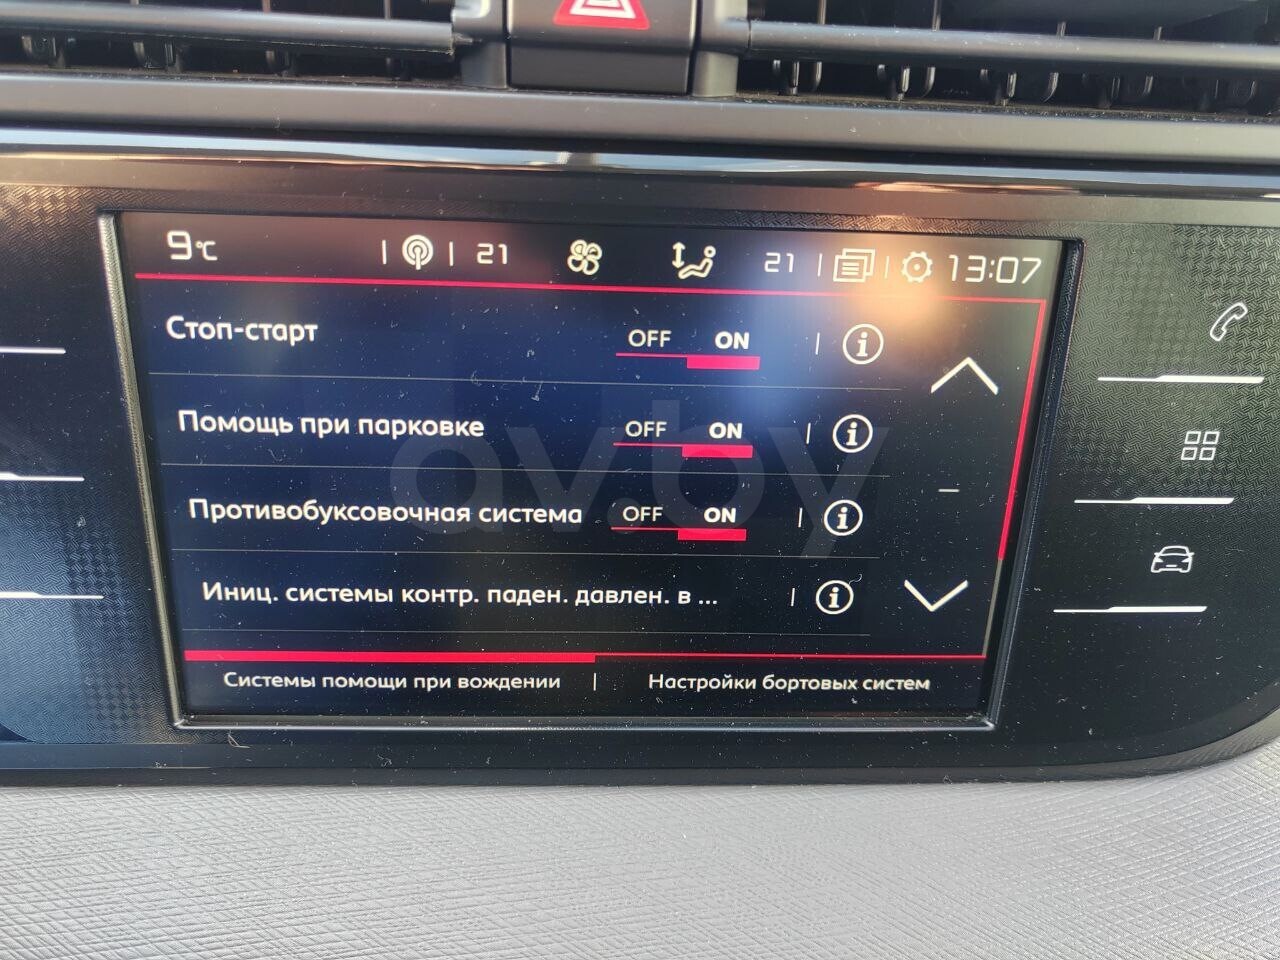 9°C 21 21 13:07
Стоп-старт OFF ON i
Помощь при парковке OFF ON i
Противобуксовочная система OFF ON i
Иниц. системы контр. паден. давлен. в ... i
Системы помощи при вождении | Настройки бортовых систем
av.by